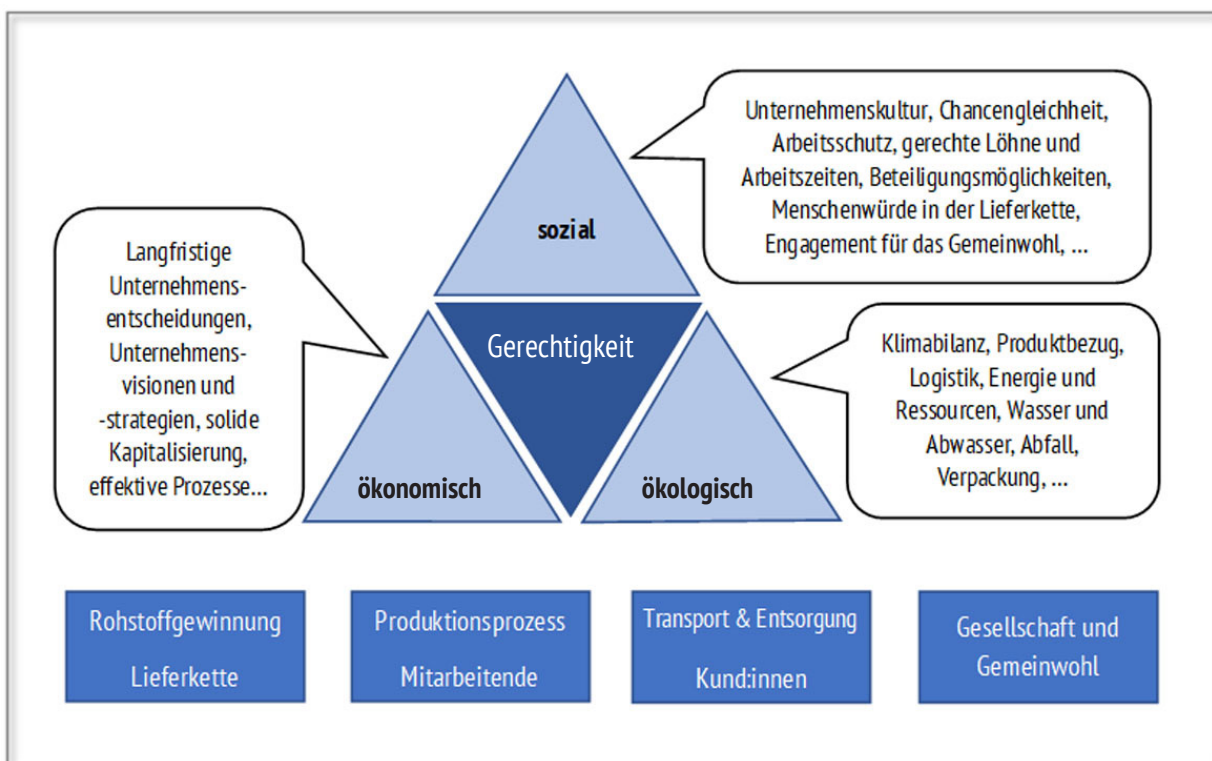 Unternehmenskultur, Chancengleichheit,
Arbeitsschutz, gerechte Löhne und
Arbeitszeiten, Beteiligungsmöglichkeiten,
Menschenwürde in der Lieferkette,
Engagement für das Gemeinwohl, ...
sozial
Langfristige
Unternehmens-
entscheidungen,
Unternehmens-
visionen und
-strategien, solide
Kapitalisierung,
effektive Prozesse...
Gerechtigkeit
Klimabilanz, Produktbezug,
Logistik, Energie und
Ressourcen, Wasser und
Abwasser, Abfall,
Verpackung, ...
ökonomisch
ökologisch
Rohstoffgewinnung
Lieferkette
Produktionsprozess
Mitarbeitende
Transport & Entsorgung
Kund:innen
Gesellschaft und
Gemeinwohl